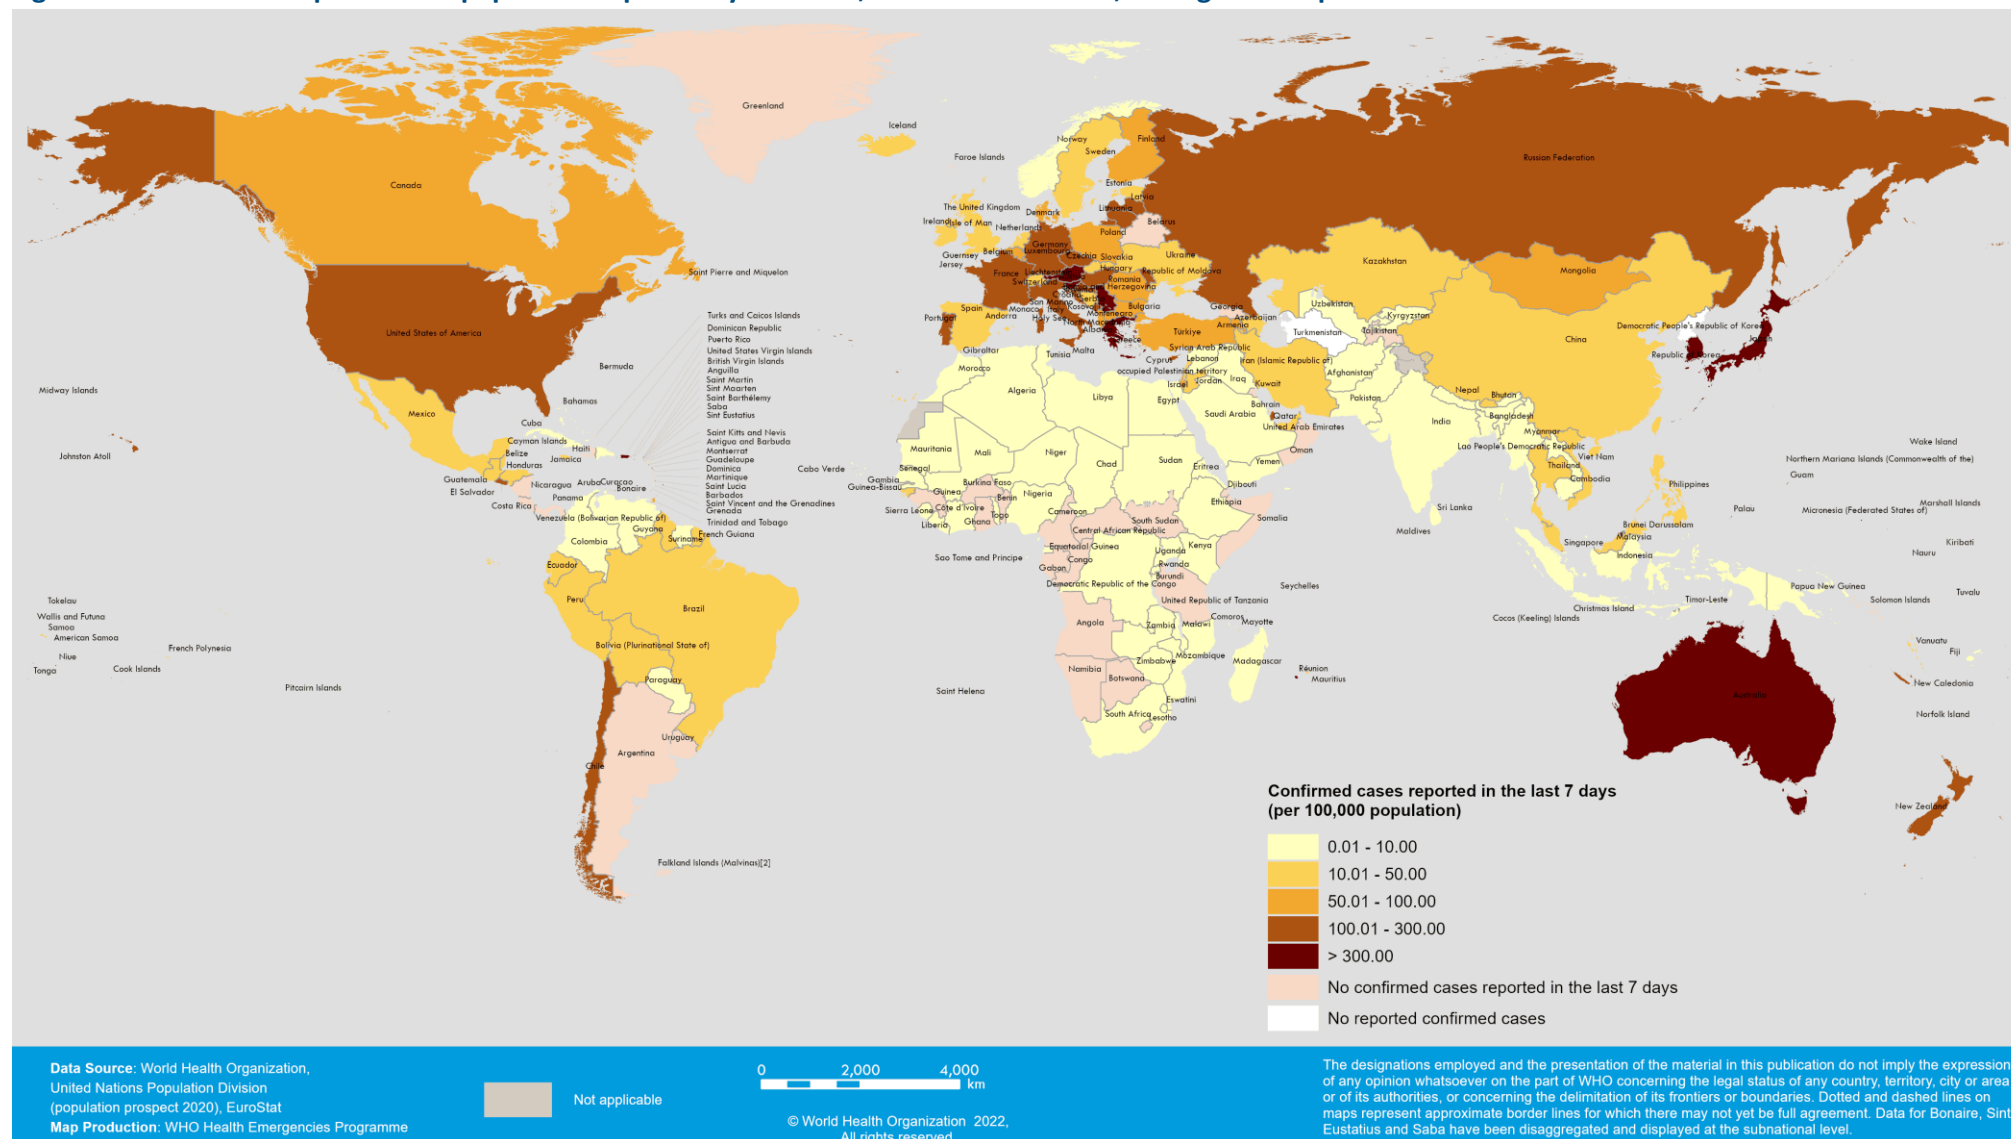 Greenland
Iceland
Faroe Islands
Norway
Sweden
Finland
Russian Federation
Canada
Estonia
Latvia
Lithuania
The United Kingdom
Denmark
Ireland
Isle of Man
Netherlands
Belarus
Poland
Germany
Guernsey
Belgium
Luxembourg
Czechia
Slovakia
Ukraine
Jersey
Kazakhstan
Saint Pierre and Miquelon
France
Liechtenstein
Hungary
Republic of Moldova
Mongolia
Switzerland
Romania
Herzegovina
Croatia
Serbia
San Marino
Spain
Monaco
Italy
Kosovo
Bulgaria
Georgia
Uzbekistan
Turks and Caicos Islands
Portugal
Andorra
Holy See
Montenegro
Azerbaijan
Kyrgyzstan
Dominican Republic
North Macedonia
Armenia
Democratic People's Republic of Korea
United States of America
Türkiye
Turkmenistan
Tajikistan
China
Puerto Rico
Greece
Japan
United States Virgin Islands
Gibraltar
Tunisia
Malta
Syrian Arab Republic
Republic of Korea
British Virgin Islands
Cyprus
Lebanon
Iran (Islamic Republic of)
Bermuda
Anguilla
Morocco
occupied Palestinian territory
Afghanistan
Saint Martin
Israel
Jordan
Iraq
Kuwait
Midway Islands
Sint Maarten
Algeria
Libya
Egypt
Pakistan
Nepal
Bhutan
Bahamas
Saint Barthélemy
Saba
Bahrain
Mexico
Sint Eustatius
Saudi Arabia
Qatar
India
Bangladesh
Cuba
United Arab Emirates
Myanmar
Saint Kitts and Nevis
Cayman Islands
Antigua and Barbuda
Wake Island
Belize
Haiti
Montserrat
Mauritania
Mali
Niger
Oman
Lao People's Democratic Republic
Johnston Atoll
Jamaica
Guadeloupe
Chad
Sudan
Yemen
Viet Nam
Northern Mariana Islands (Commonwealth of the)
Honduras
Dominica
Cabo Verde
Senegal
Eritrea
Thailand
Guam
Guatemala
Martinique
Gambia
Cambodia
El Salvador
Nicaragua
Aruba
Curaçao
Bonaire
Saint Lucia
Guinea-Bissau
Burkina Faso
Djibouti
Philippines
Panama
Barbados
Guinea
Benin
Nigeria
Ethiopia
Marshall Islands
Costa Rica
Saint Vincent and the Grenadines
Grenada
Sierra Leone
Côte d'Ivoire
Cameroon
Somalia
Sri Lanka
Palau
Micronesia (Federated States of)
Venezuela (Bolivarian Republic of)
Trinidad and Tobago
Liberia
Ghana
Togo
South Sudan
Central African Republic
Maldives
Brunei Darussalam
Guyana
Suriname
French Guiana
Malaysia
Colombia
Equatorial Guinea
Uganda
Kenya
Singapore
Indonesia
Kiribati
Nauru
Ecuador
Sao Tome and Principe
Gabon
Congo
Rwanda
Burundi
Democratic Republic of the Congo
Seychelles
Papua New Guinea
Tuvalu
Tokelau
Peru
Brazil
United Republic of Tanzania
Timor-Leste
Solomon Islands
Christmas Island
Wallis and Futuna
Cocos (Keeling) Islands
Samoa
Angola
Zambia
Malawi
Comoros
Mayotte
American Samoa
Bolivia (Plurinational State of)
Vanuatu
French Polynesia
Niue
Mozambique
Fiji
Tonga
Cook Islands
Zimbabwe
Madagascar
Namibia
Réunion
Paraguay
Botswana
Mauritius
New Caledonia
Pitcairn Islands
Saint Helena
Australia
Eswatini
South Africa
Lesotho
Norfolk Island
Uruguay
Argentina
Chile
New Zealand
Falkland Islands (Malvinas)[2]
Confirmed cases reported in the last 7 days
(per 100,000 population)
0.01 - 10.00
10.01 - 50.00
50.01 - 100.00
100.01 - 300.00
> 300.00
No confirmed cases reported in the last 7 days
No reported confirmed cases
Data Source: World Health Organization,
United Nations Population Division
(population prospect 2020), EuroStat
Map Production: WHO Health Emergencies Programme
Not applicable
0 2,000 4,000
km
© World Health Organization 2022,
All rights reserved
The designations employed and the presentation of the material in this publication do not imply the expression
of any opinion whatsoever on the part of WHO concerning the legal status of any country, territory, city or area
or of its authorities, or concerning the delimitation of its frontiers or boundaries. Dotted and dashed lines on
maps represent approximate border lines for which there may not yet be full agreement. Data for Bonaire, Sint
Eustatius and Saba have been disaggregated and displayed at the subnational level.